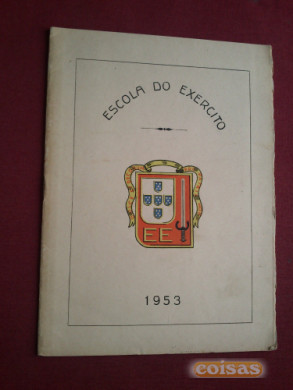 ESCOLA DO EXERCITO
EE
1953
coisas